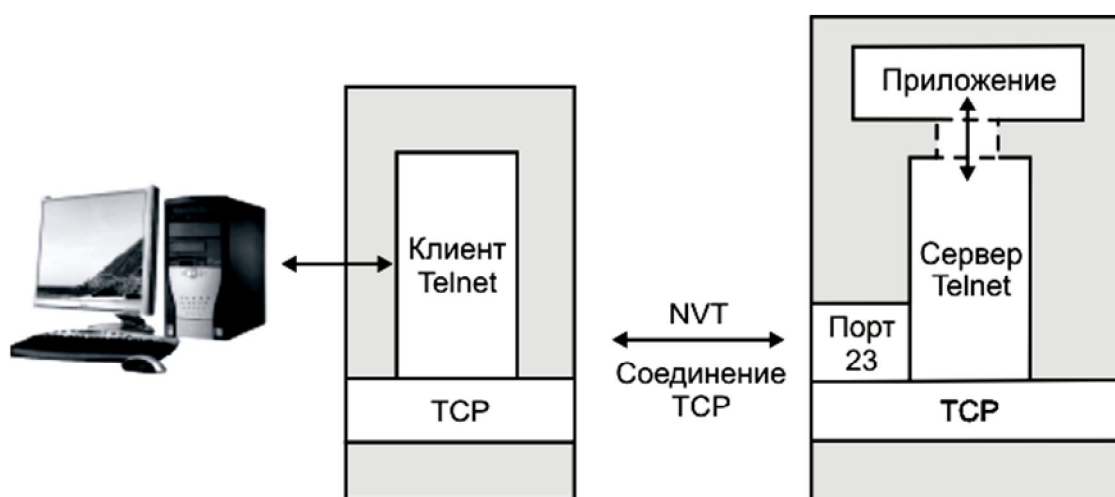 Приложение
Клиент
Telnet
Сервер
Telnet
NVT
Порт
23
Соединение
TCP
TCP
TCP